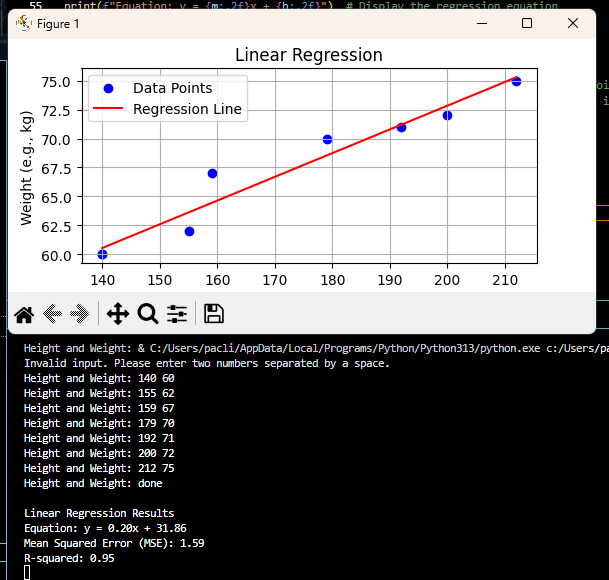 55 print(f"Equation: y = {m:.2f}x + {b:.2f}") # Display the regression equation
Figure 1
Linear Regression
Data Points
Regression Line
Weight (e.g., kg)
75.0
72.5
70.0
67.5
65.0
62.5
60.0
140 150 160 170 180 190 200 210
Height and Weight: & C:/Users/pacli/AppData/Local/Programs/Python/Python313/python.exe c:/Users/pa
Invalid input. Please enter two numbers separated by a space.
Height and Weight: 140 60
Height and Weight: 155 62
Height and Weight: 159 67
Height and Weight: 179 70
Height and Weight: 192 71
Height and Weight: 200 72
Height and Weight: 212 75
Height and Weight: done
Linear Regression Results
Equation: y = 0.20x + 31.86
Mean Squared Error (MSE): 1.59
R-squared: 0.95